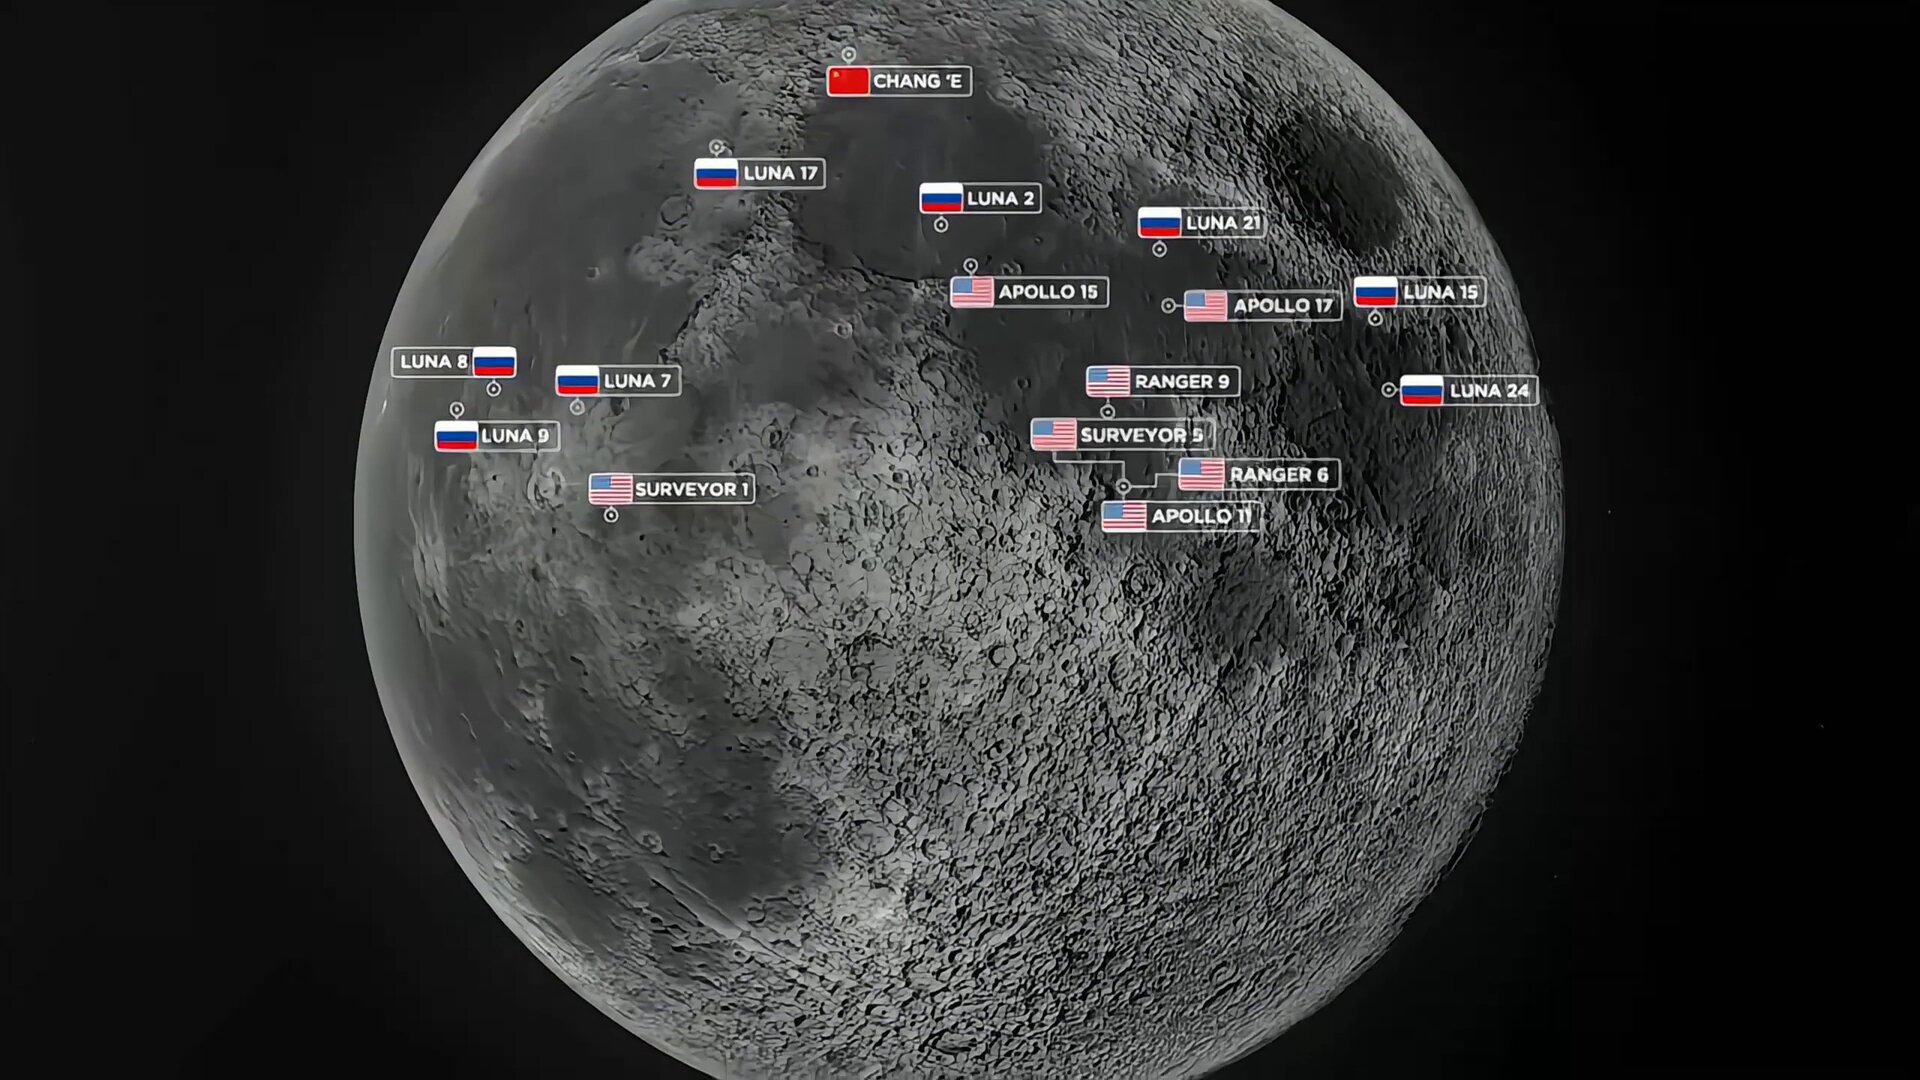 CHANG 'E
LUNA 17
LUNA 2
LUNA 21
APOLLO 15
LUNA 15
APOLLO 17
LUNA 8
LUNA 7
RANGER 9
LUNA 24
LUNA 9
SURVEYOR 5
RANGER 6
SURVEYOR 1
APOLLO 11